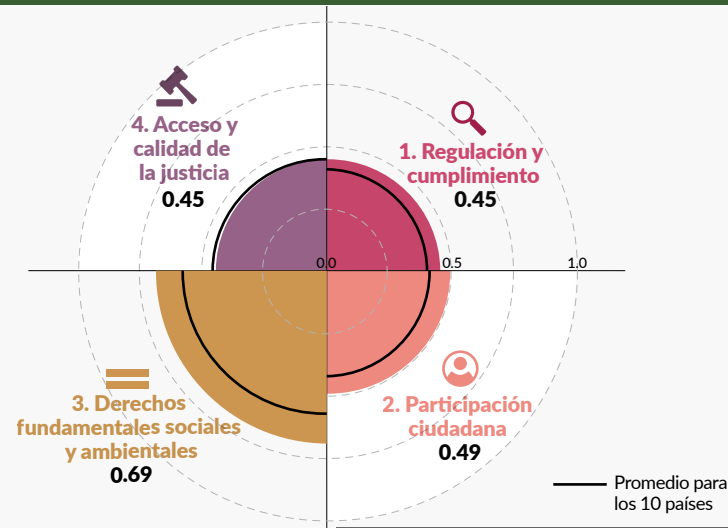 4. Acceso y
calidad de
la justicia
0.45
1. Regulación y
cumplimiento
0.45
0.0
0.5
1.0
3. Derechos
fundamentales sociales
y ambientales
0.69
2. Participación
ciudadana
0.49
Promedio para
los 10 países